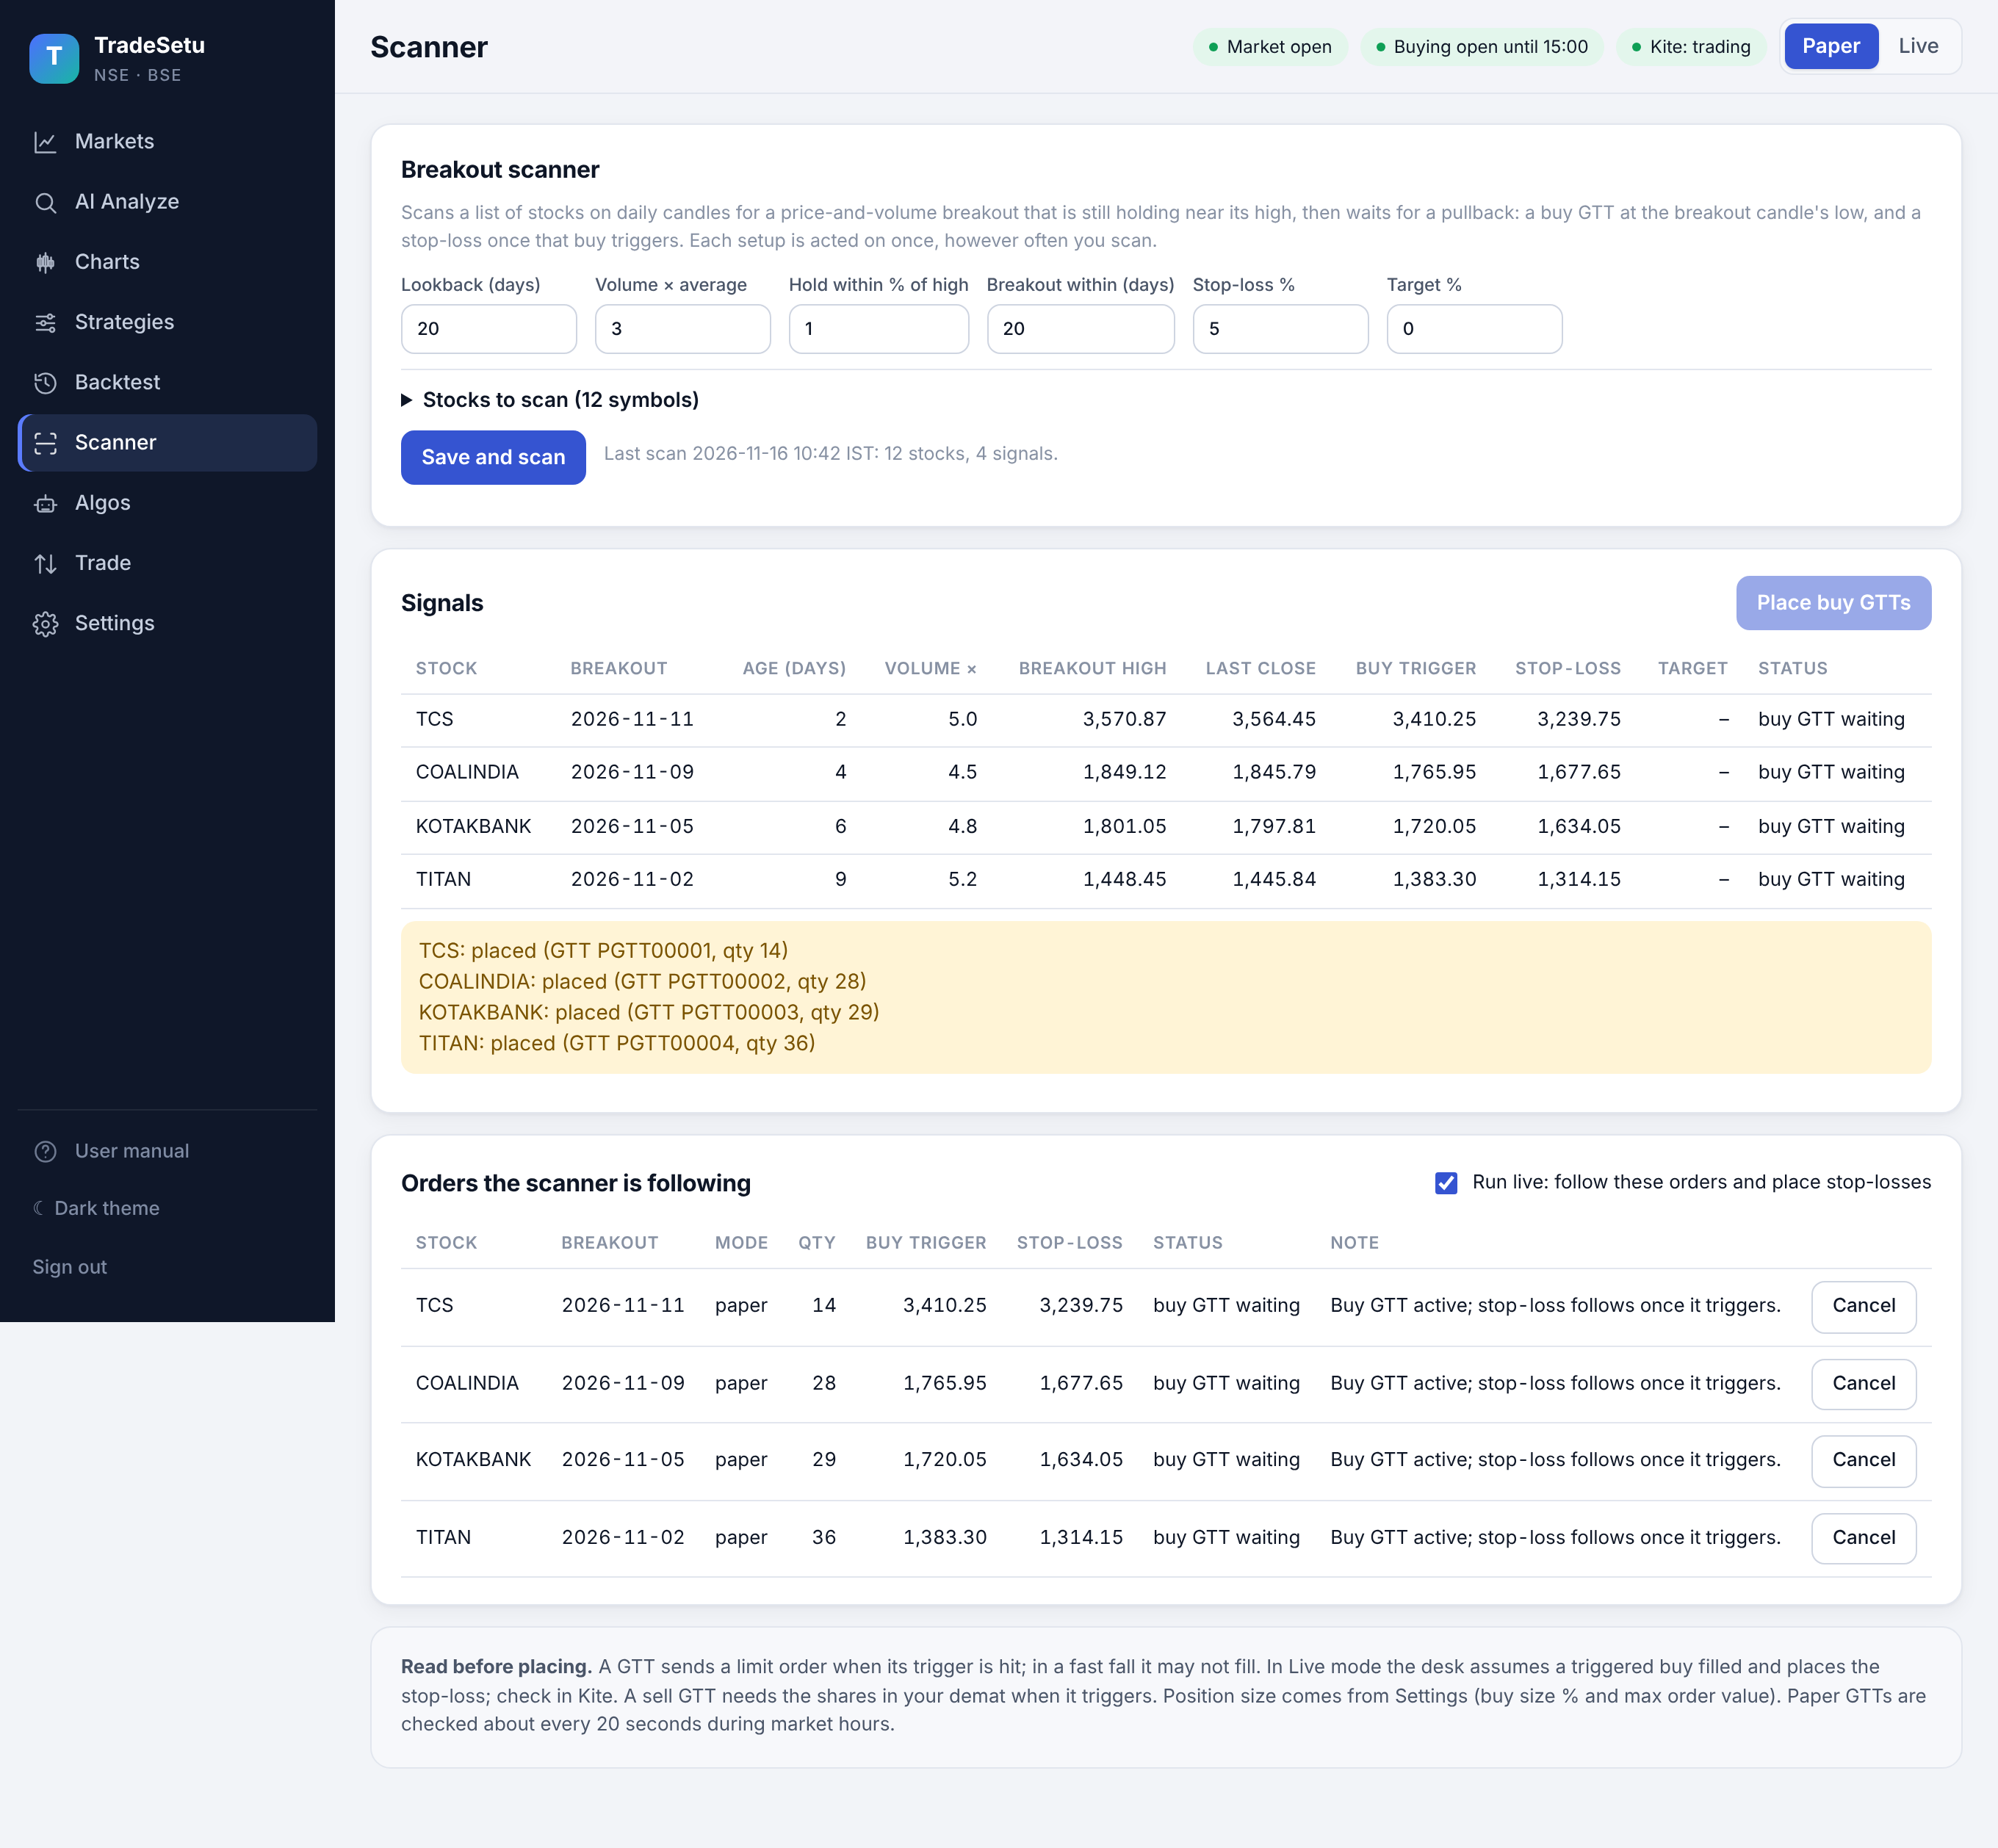 T
TradeSetu
NSE · BSE
Markets
AI Analyze
Charts
Strategies
Backtest
Scanner
Algos
Trade
Settings
User manual
Dark theme
Sign out
Scanner
Market open
Buying open until 15:00
Kite: trading
Paper
Live
Breakout scanner
Scans a list of stocks on daily candles for a price-and-volume breakout that is still holding near its high, then waits for a pullback: a buy GTT at the breakout candle's low, and a
stop-loss once that buy triggers. Each setup is acted on once, however often you scan.
Lookback (days) Volume × average Hold within % of high Breakout within (days) Stop-loss % Target %
20 3 1 20 5 0
Stocks to scan (12 symbols)
Save and scan Last scan 2026-11-16 10:42 IST: 12 stocks, 4 signals.
Signals Place buy GTTs
STOCK BREAKOUT AGE (DAYS) VOLUME × BREAKOUT HIGH LAST CLOSE BUY TRIGGER STOP-LOSS TARGET STATUS
TCS 2026-11-11 2 5.0 3,570.87 3,564.45 3,410.25 3,239.75 – buy GTT waiting
COALINDIA 2026-11-09 4 4.5 1,849.12 1,845.79 1,765.95 1,677.65 – buy GTT waiting
KOTAKBANK 2026-11-05 6 4.8 1,801.05 1,797.81 1,720.05 1,634.05 – buy GTT waiting
TITAN 2026-11-02 9 5.2 1,448.45 1,445.84 1,383.30 1,314.15 – buy GTT waiting
TCS: placed (GTT PGTT00001, qty 14)
COALINDIA: placed (GTT PGTT00002, qty 28)
KOTAKBANK: placed (GTT PGTT00003, qty 29)
TITAN: placed (GTT PGTT00004, qty 36)
Orders the scanner is following Run live: follow these orders and place stop-losses
STOCK BREAKOUT MODE QTY BUY TRIGGER STOP-LOSS STATUS NOTE
TCS 2026-11-11 paper 14 3,410.25 3,239.75 buy GTT waiting Buy GTT active; stop-loss follows once it triggers. Cancel
COALINDIA 2026-11-09 paper 28 1,765.95 1,677.65 buy GTT waiting Buy GTT active; stop-loss follows once it triggers. Cancel
KOTAKBANK 2026-11-05 paper 29 1,720.05 1,634.05 buy GTT waiting Buy GTT active; stop-loss follows once it triggers. Cancel
TITAN 2026-11-02 paper 36 1,383.30 1,314.15 buy GTT waiting Buy GTT active; stop-loss follows once it triggers. Cancel
Read before placing. A GTT sends a limit order when its trigger is hit; in a fast fall it may not fill. In Live mode the desk assumes a triggered buy filled and places the
stop-loss; check in Kite. A sell GTT needs the shares in your demat when it triggers. Position size comes from Settings (buy size % and max order value). Paper GTTs are
checked about every 20 seconds during market hours.